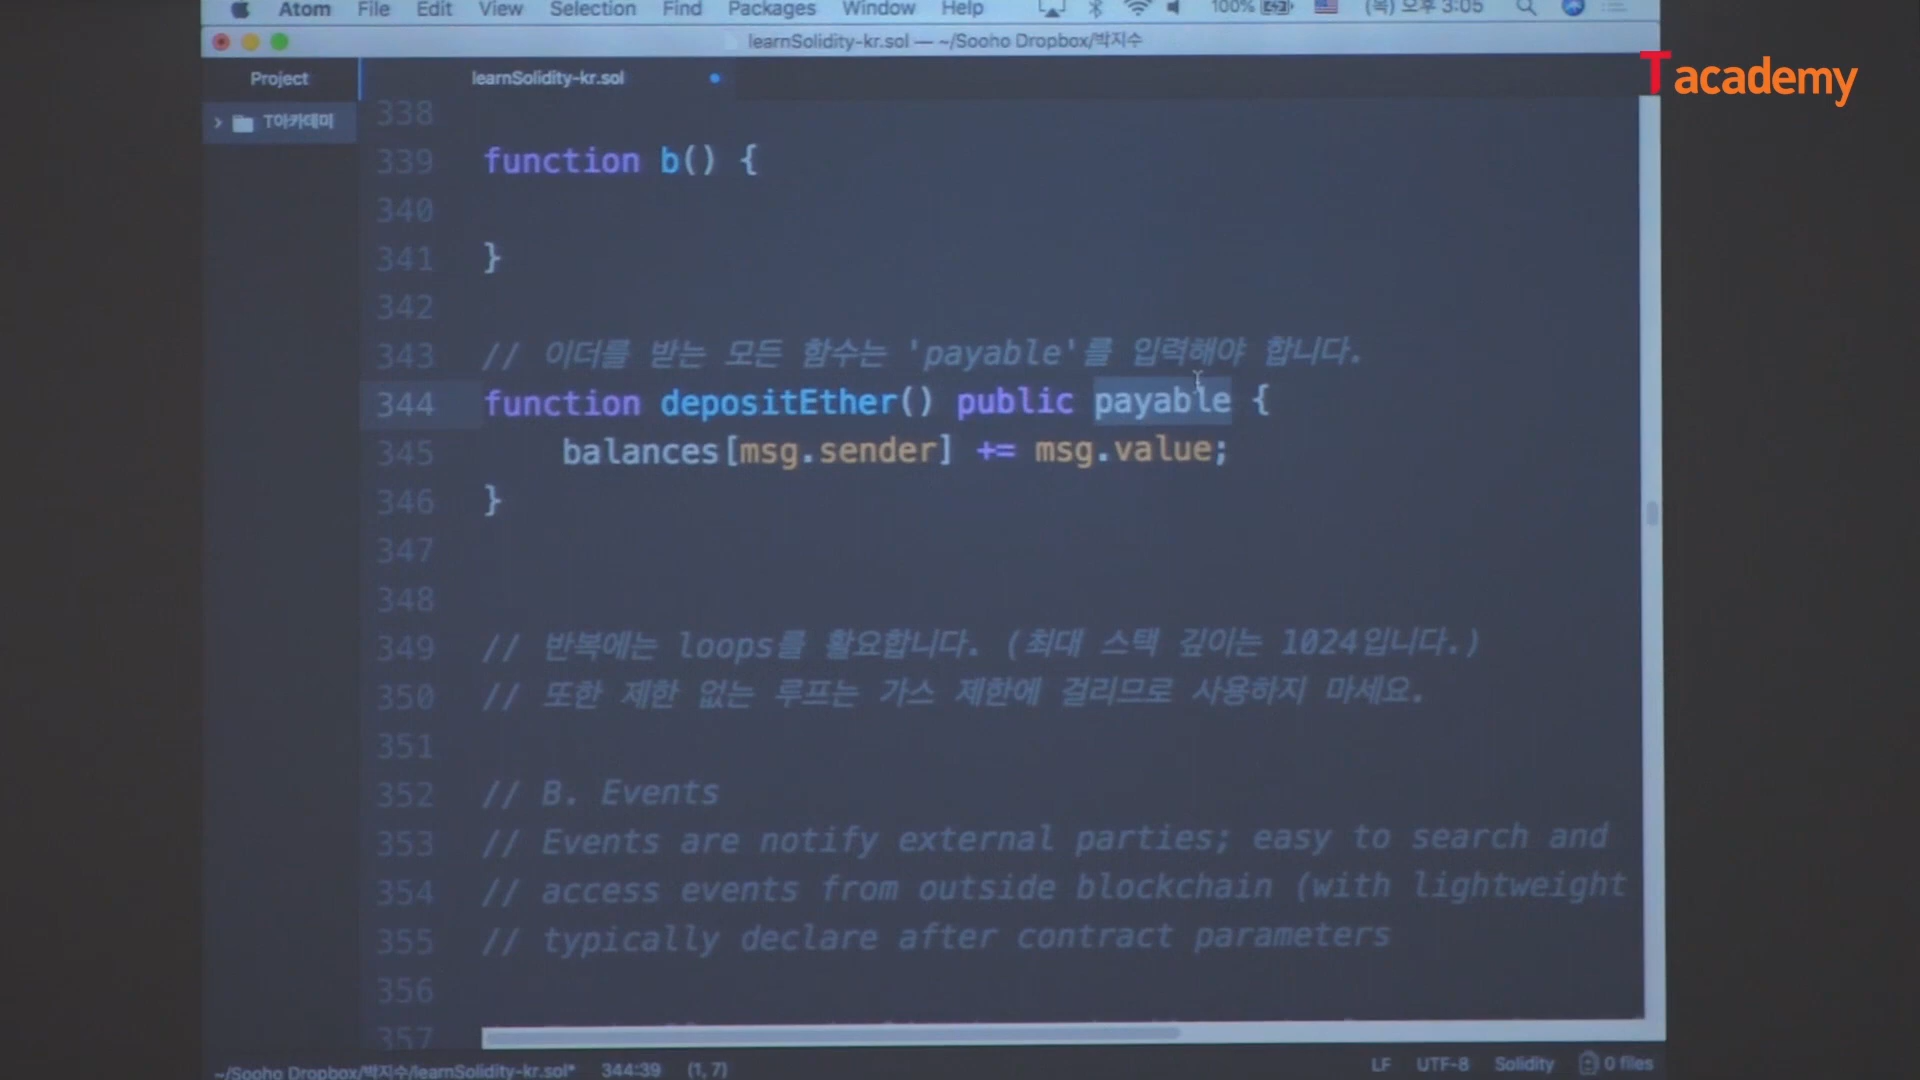 Atom File Edit View Selection Find Packages Window Help 100% (목) 오후 3:05
learnSolidity-kr.sol — ~/Sooho Dropbox/박지수
Tacademy
Project
learnSolidity-kr.sol
T아카데미
338
339 function b() {
340
341 }
342
343 // 이더를 받는 모든 함수는 'payable'를 입력해야 합니다.
344 function depositEther() public payable {
345 balances[msg.sender] += msg.value;
346 }
347
348
349 // 반복에는 loops를 활요합니다. (최대 스택 깊이는 1024입니다.)
350 // 또한 제한 없는 루프는 가스 제한에 걸리므로 사용하지 마세요.
351
352 // B. Events
353 // Events are notify external parties; easy to search and
354 // access events from outside blockchain (with lightweight
355 // typically declare after contract parameters
356
357
~/Sooho Dropbox/박지수/learnSolidity-kr.sol* 344:39 (1, 7) LF UTF-8 Solidity 0 files